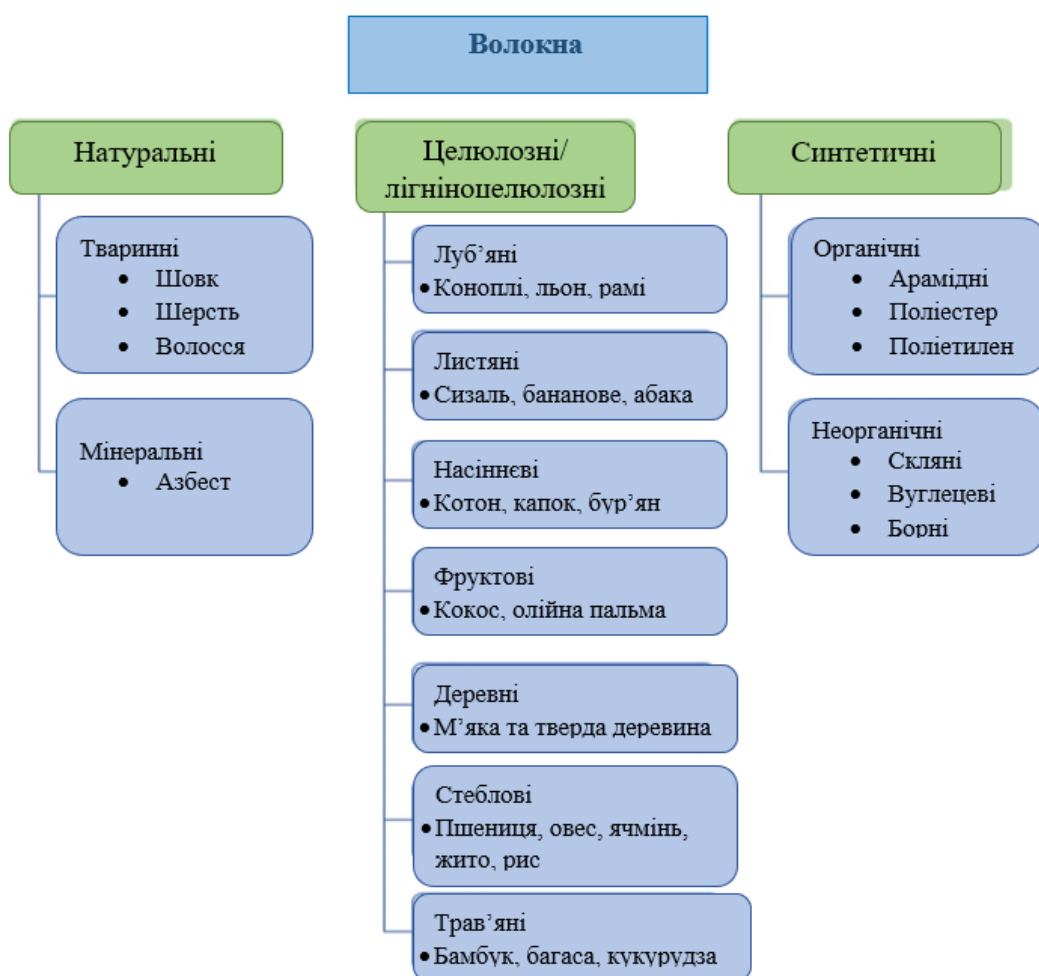 Волокна
Натуральні
Тваринні
• Шовк
• Шерсть
• Волосся
Мінеральні
• Азбест
Целюлозні/
лігніноцелюлозні
Луб’яні
• Коноплі, льон, рамі
Листяні
• Сизаль, бананове, абака
Насіннєві
• Котон, капок, бур’ян
Фруктові
• Кокос, олійна пальма
Деревні
• М’яка та тверда деревина
Стеблові
• Пшениця, овес, ячмінь,
жито, рис
Трав’яні
• Бамбук, багаса, кукурудза
Синтетичні
Органічні
• Арамідні
• Поліестер
• Поліетилен
Неорганічні
• Скляні
• Вуглецеві
• Борні